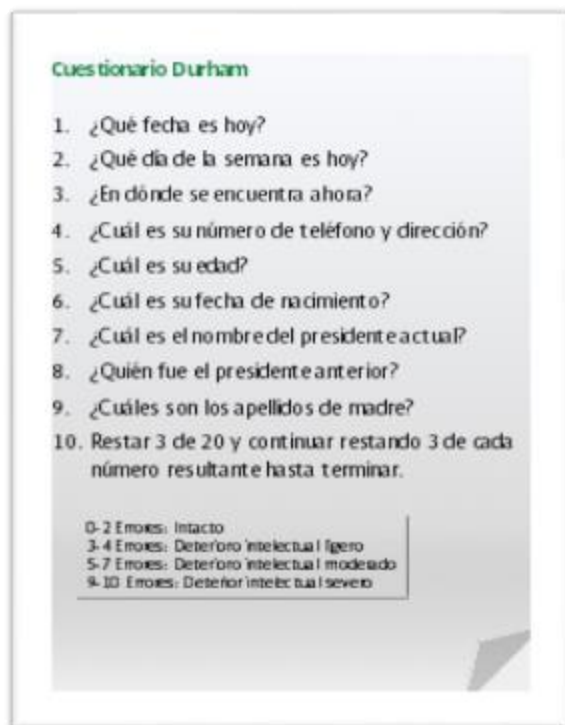 Cuestionario Durham
1. ¿Qué fecha es hoy?
2. ¿Qué día de la semana es hoy?
3. ¿En dónde se encuentra ahora?
4. ¿Cuál es su número de teléfono y dirección?
5. ¿Cuál es su edad?
6. ¿Cuál es su fecha de nacimiento?
7. ¿Cuál es el nombre del presidente actual?
8. ¿Quién fue el presidente anterior?
9. ¿Cuáles son los apellidos de madre?
10. Restar 3 de 20 y continuar restando 3 de cada
número resultante hasta terminar.
0-2 Errores: Intacto
3-4 Errores: Deterioro intelectual ligero
5-7 Errores: Deterioro intelectual moderado
9-10 Errores: Deterior intelectual severo